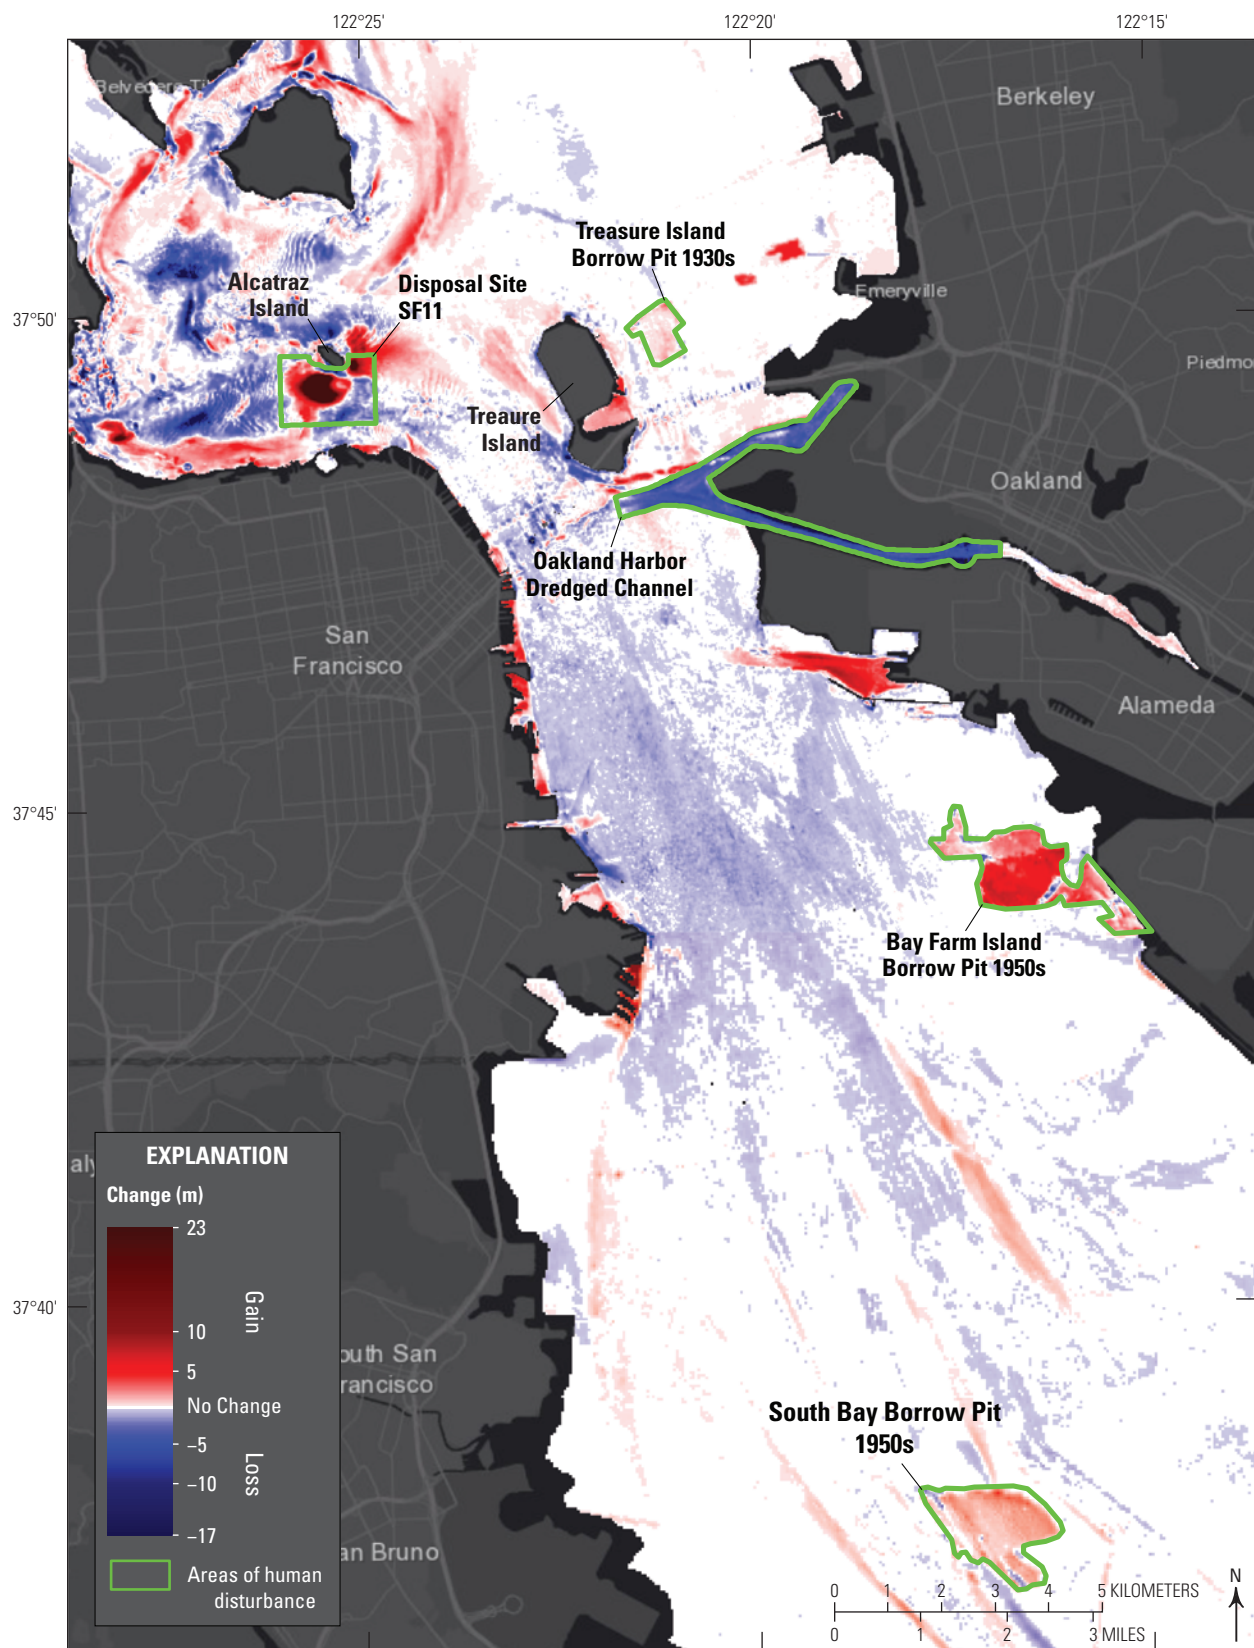 122°25'
122°20'
122°15'
Belvedere Ti
Berkeley
Treasure Island
Borrow Pit 1930s
Alcatraz
Island
Disposal Site
SF11
Emeryville
37°50'
Piedmo
Treaure
Island
Oakland
Oakland Harbor
Dredged Channel
San
Francisco
Alameda
37°45'
Bay Farm Island
Borrow Pit 1950s
aly
EXPLANATION
Change (m)
23
Gain
10
5
No Change
−5
Loss
−10
−17
Areas of human
disturbance
37°40'
outh San
rancisco
South Bay Borrow Pit
1950s
an Bruno
0 1 2 3 4 5 KILOMETERS
0 1 2 3 MILES
N